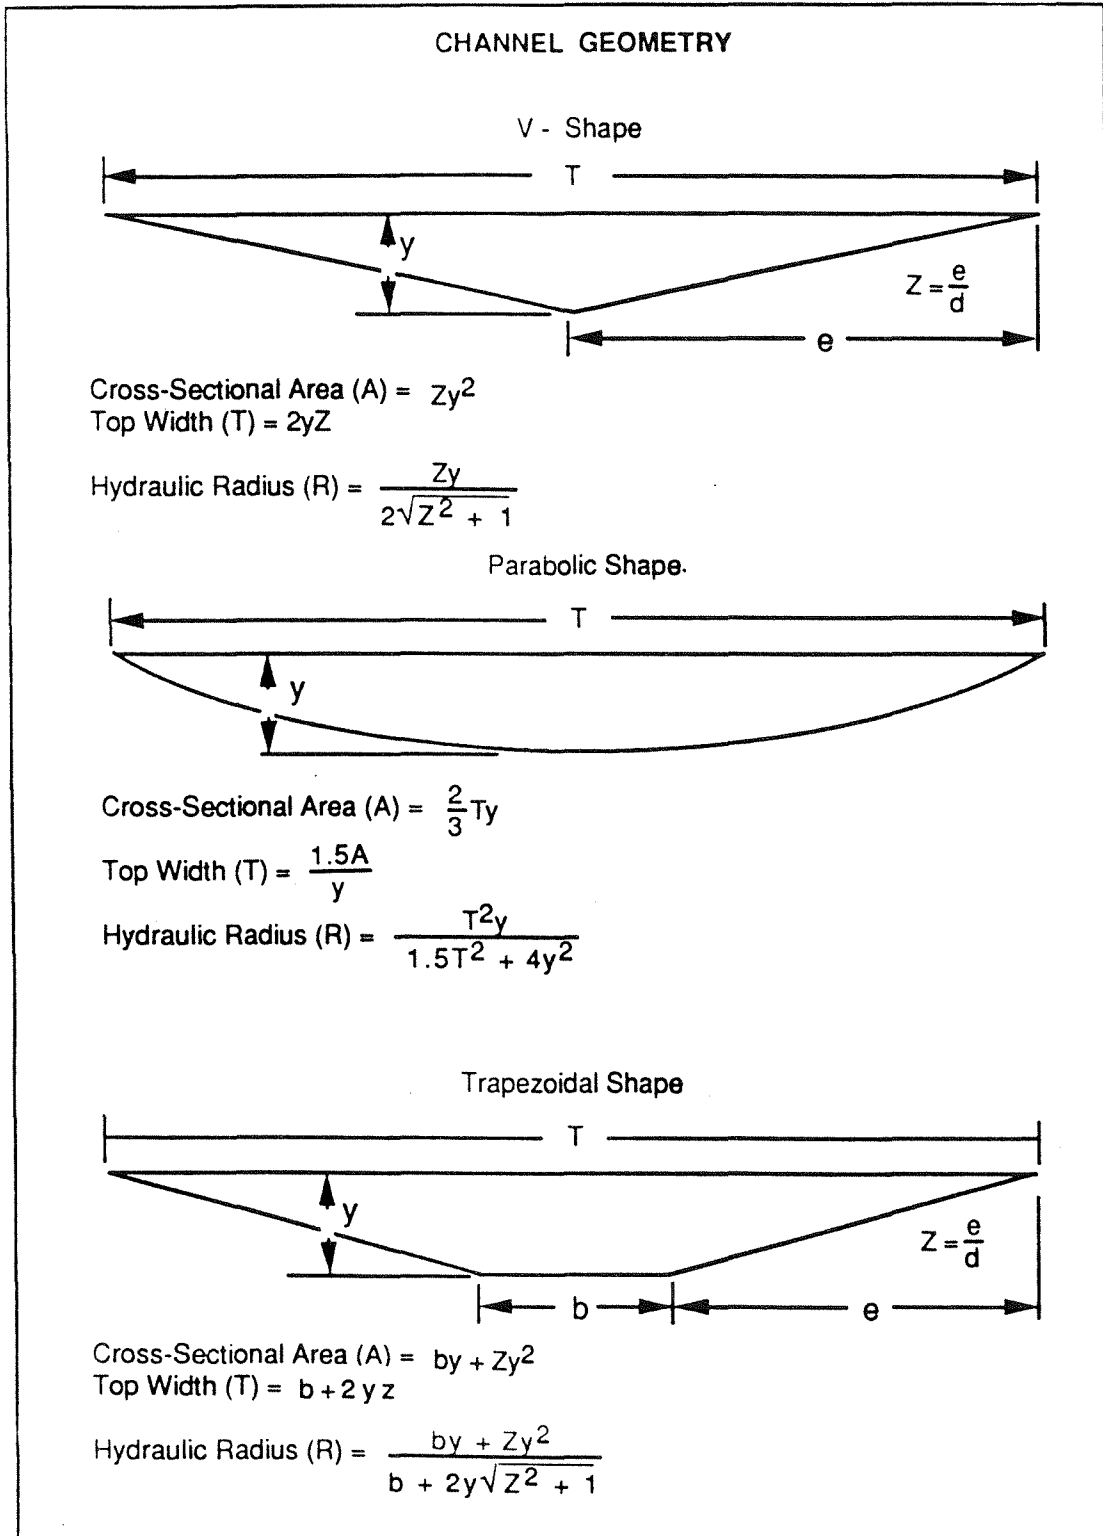 CHANNEL GEOMETRY
V - Shape
T
y
Z = e/d
e
Cross-Sectional Area (A) = Zy²
Top Width (T) = 2yZ
Hydraulic Radius (R) = Zy / 2√Z² + 1
Parabolic Shape.
T
y
Cross-Sectional Area (A) = 2/3 Ty
Top Width (T) = 1.5A / y
Hydraulic Radius (R) = T²y / 1.5T² + 4y²
Trapezoidal Shape
T
y
Z = e/d
b
e
Cross-Sectional Area (A) = by + Zy²
Top Width (T) = b + 2 y z
Hydraulic Radius (R) = by + Zy² / b + 2y√Z² + 1